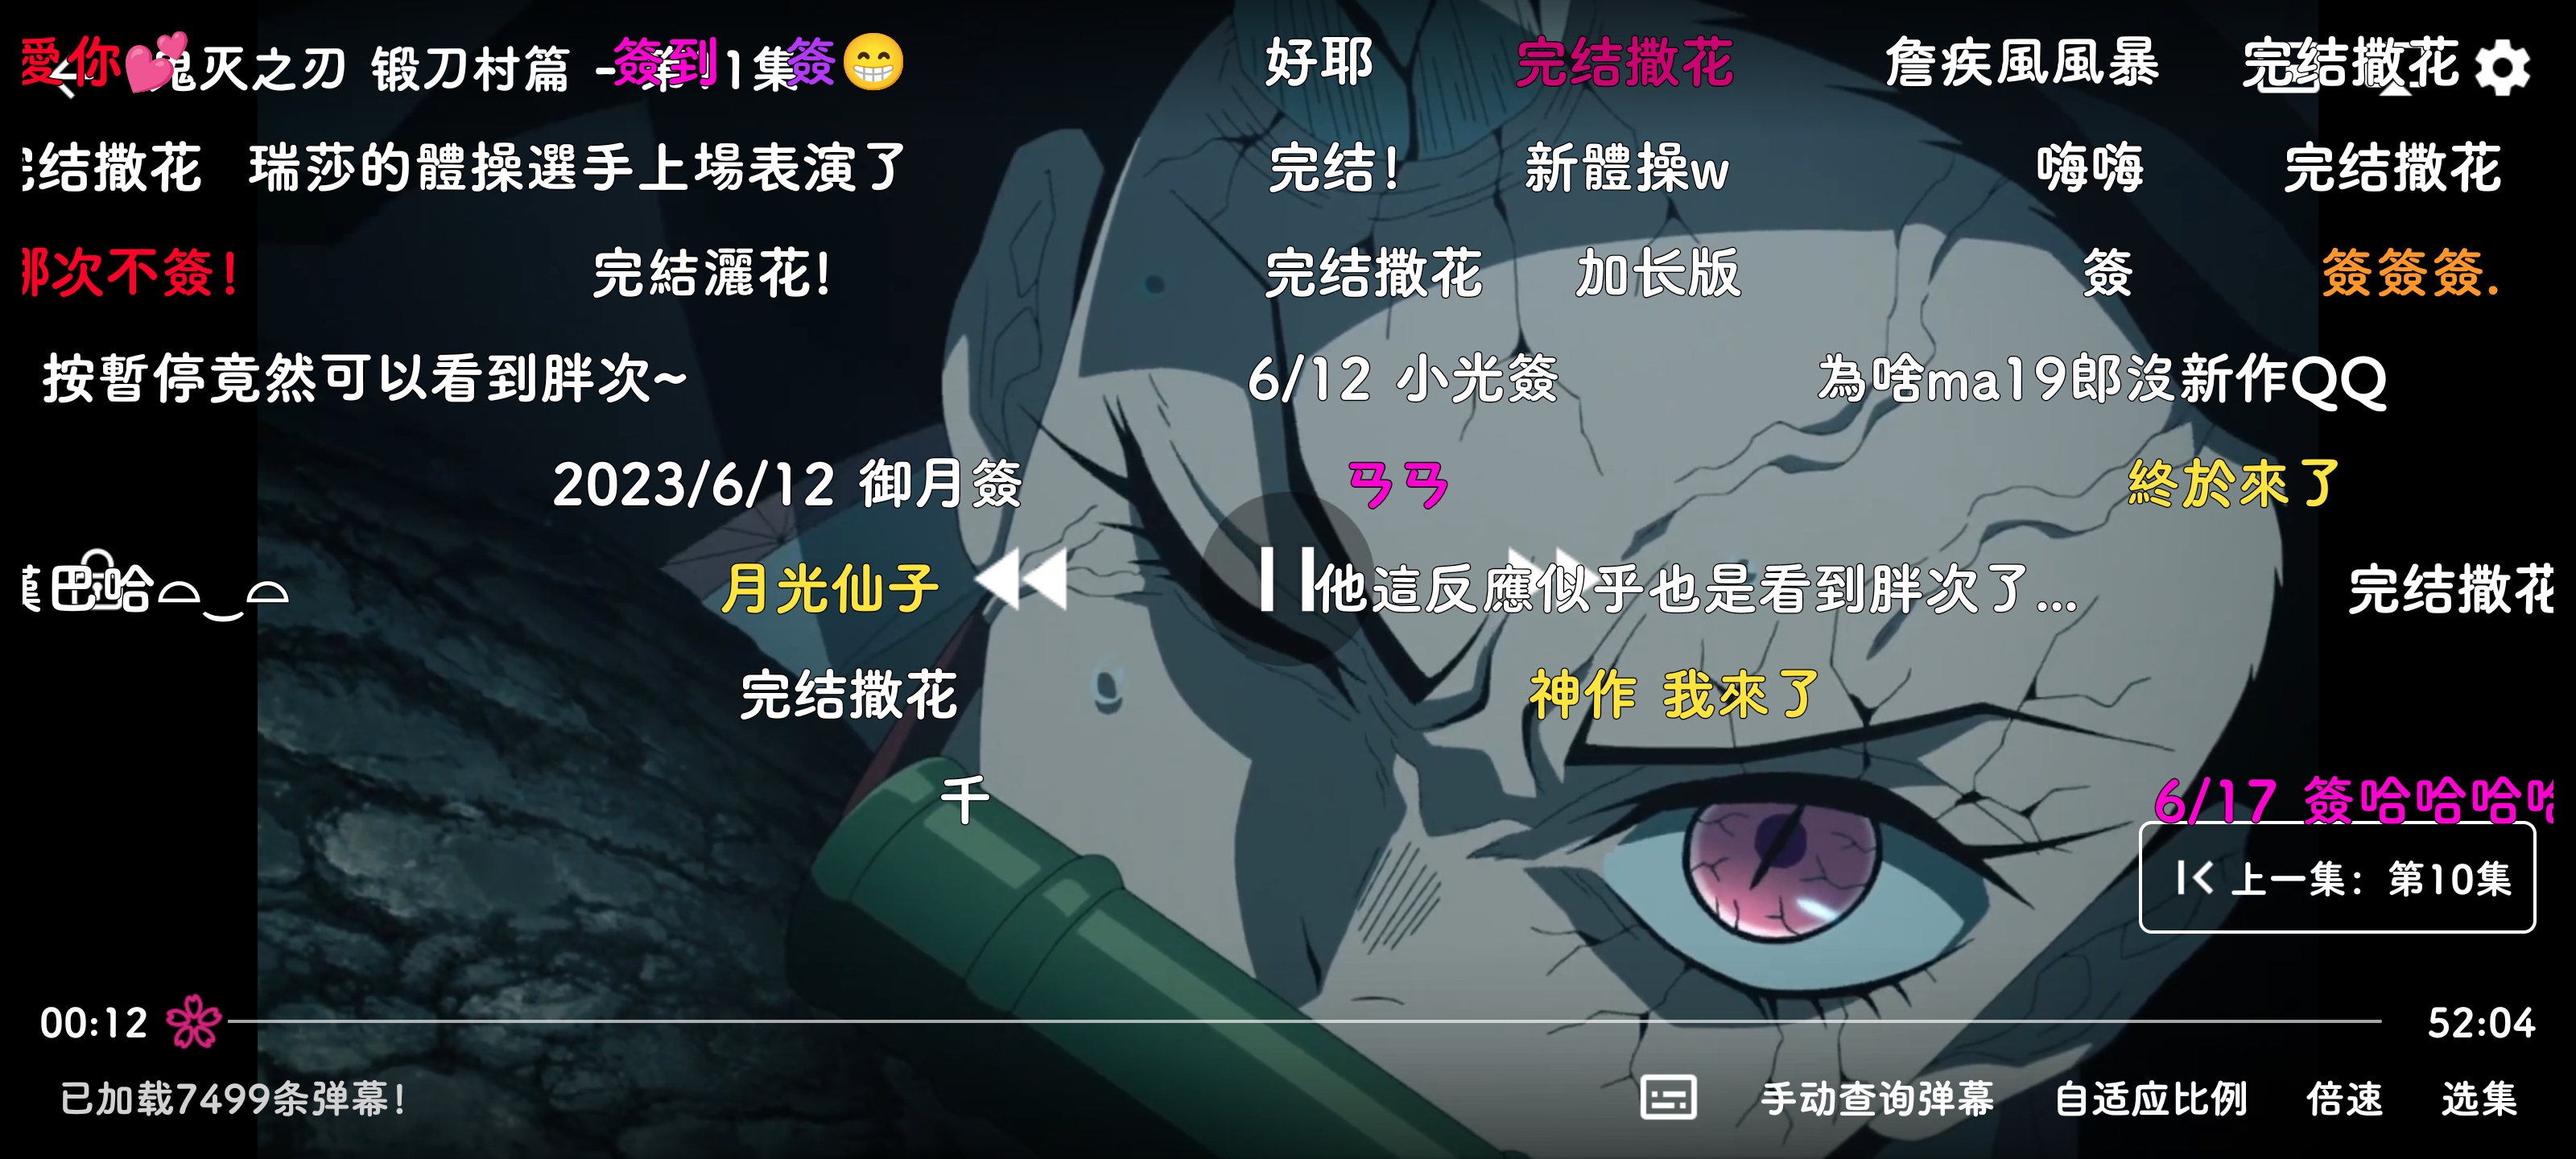 愛你💕 鬼灭之刃 锻刀村篇 - 第11集 簽到 簽😁 好耶 完结撒花 詹疾風風暴 完结撒花
结撒花 瑞莎的體操選手上場表演了 完结! 新體操w 嗨嗨 完结撒花
那次不簽! 完結灑花! 完结撒花 加长版 簽 簽簽簽.
按暫停竟然可以看到胖次~ 6/12 小光簽 為啥ma19郎沒新作QQ
2023/6/12 御月簽 ㄢㄢ 終於來了
巴哈⌓‿⌓ 月光仙子 他這反應似乎也是看到胖次了... 完结撒花
完结撒花 神作 我來了
千 6/17 簽哈哈哈哈
上一集：第10集
00:12 52:04
已加载7499条弹幕! 手动查询弹幕 自适应比例 倍速 选集